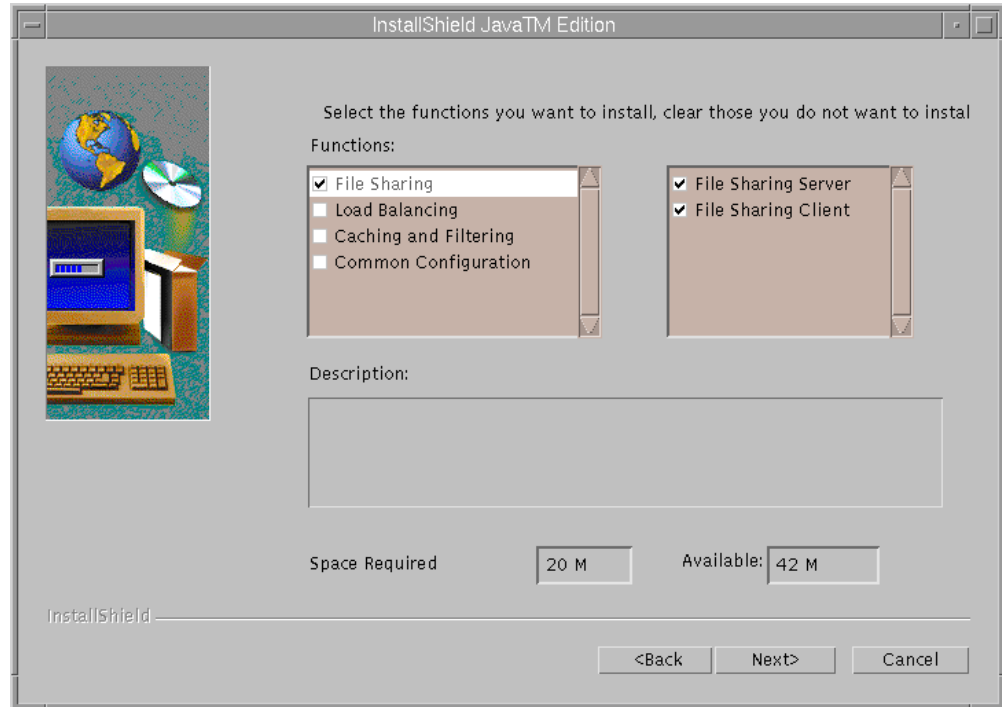 InstallShield JavaTM Edition
Select the functions you want to install, clear those you do not want to instal
Functions:
File Sharing
Load Balancing
Caching and Filtering
Common Configuration
File Sharing Server
File Sharing Client
Description:
Space Required 20 M Available: 42 M
InstallShield
<Back Next> Cancel